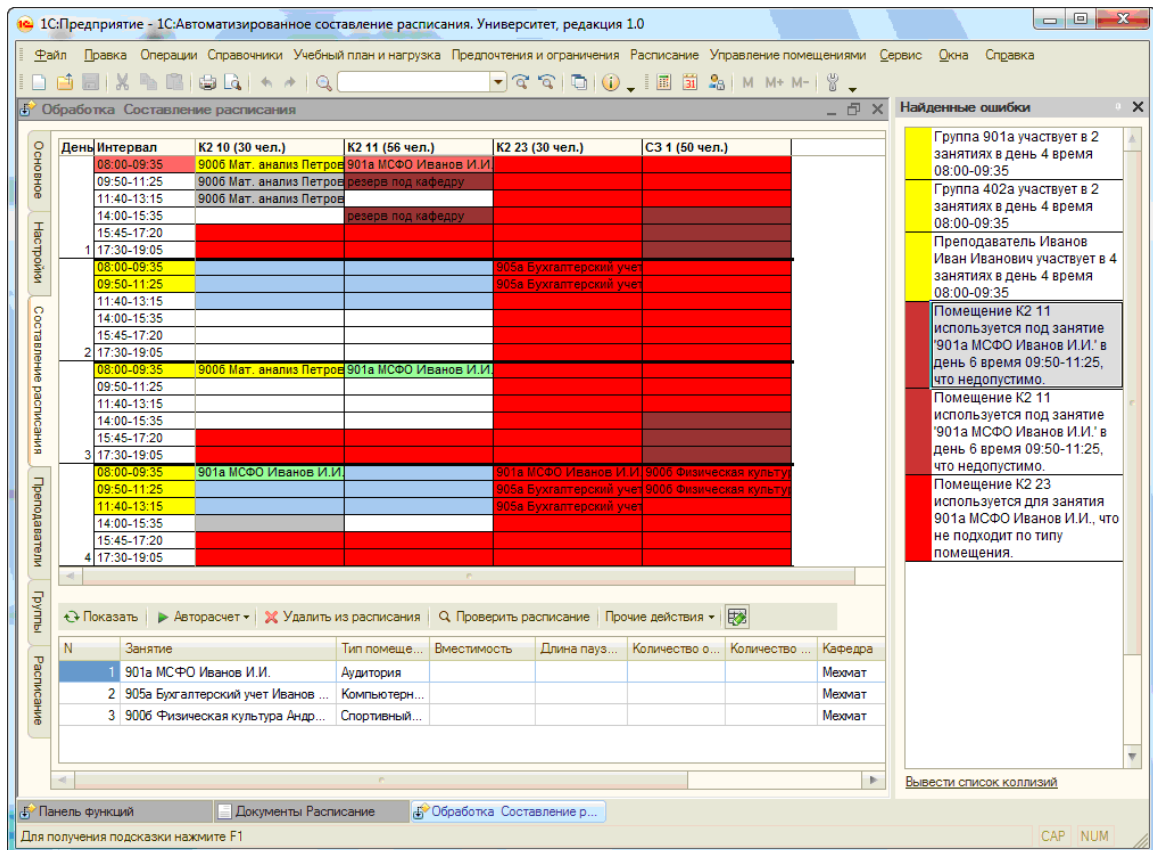 1С:Предприятие - 1С:Автоматизированное составление расписания. Университет, редакция 1.0
Файл Правка Операции Справочники Учебный план и нагрузка Предпочтения и ограничения Расписание Управление помещениями Сервис Окна Справка
M M+ M-
Обработка Составление расписания
Найденные ошибки
Основное
Настройки
Составление расписания
Преподаватели
Группы
Расписание
День Интервал К2 10 (30 чел.) К2 11 (56 чел.) К2 23 (30 чел.) С3 1 (50 чел.)
08:00-09:35 900б Мат. анализ Петров 901а МСФО Иванов И.И.
09:50-11:25 900б Мат. анализ Петров резерв под кафедру
11:40-13:15 900б Мат. анализ Петров
14:00-15:35 резерв под кафедру
15:45-17:20
1 17:30-19:05
08:00-09:35 905а Бухгалтерский учет
09:50-11:25 905а Бухгалтерский учет
11:40-13:15
14:00-15:35
15:45-17:20
2 17:30-19:05
08:00-09:35 900б Мат. анализ Петров 901а МСФО Иванов И.И.
09:50-11:25
11:40-13:15
14:00-15:35
15:45-17:20
3 17:30-19:05
08:00-09:35 901а МСФО Иванов И.И. 901а МСФО Иванов И.И. 900б Физическая культур
09:50-11:25 905а Бухгалтерский учет 900б Физическая культур
11:40-13:15 905а Бухгалтерский учет
14:00-15:35
15:45-17:20
4 17:30-19:05
Группа 901а участвует в 2
занятиях в день 4 время
08:00-09:35
Группа 402а участвует в 2
занятиях в день 4 время
08:00-09:35
Преподаватель Иванов
Иван Иванович участвует в 4
занятиях в день 4 время
08:00-09:35
Помещение К2 11
используется под занятие
'901а МСФО Иванов И.И.' в
день 6 время 09:50-11:25,
что недопустимо.
Помещение К2 11
используется под занятие
'901а МСФО Иванов И.И.' в
день 6 время 09:50-11:25,
что недопустимо.
Помещение К2 23
используется для занятия
901а МСФО Иванов И.И., что
не подходит по типу
помещения.
Показать Авторасчет Удалить из расписания Проверить расписание Прочие действия
N Занятие Тип помеще... Вместимость Длина пауз... Количество о... Количество ... Кафедра
1 901а МСФО Иванов И.И. Аудитория Мехмат
2 905а Бухгалтерский учет Иванов ... Компьютерн... Мехмат
3 900б Физическая культура Андр... Спортивный... Мехмат
Вывести список коллизий
Панель функций Документы Расписание Обработка Составление р...
Для получения подсказки нажмите F1 CAP NUM